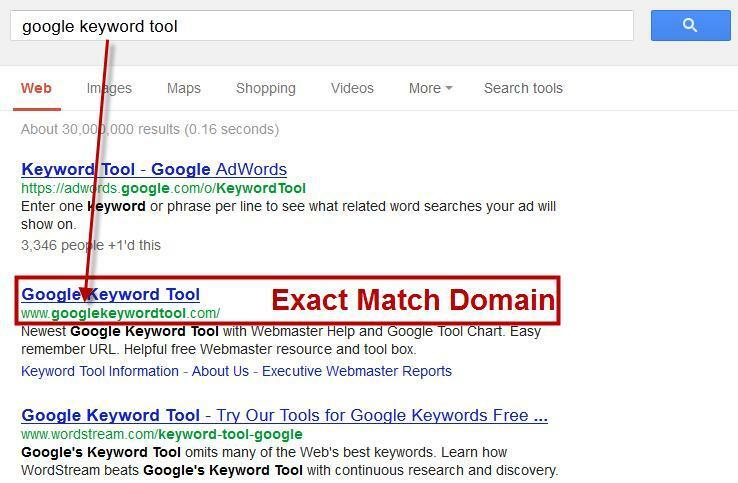 google keyword tool
Web Images Maps Shopping Videos More Search tools
About 30,000,000 results (0.16 seconds)
Keyword Tool - Google AdWords
https://adwords.google.com/o/KeywordTool
Enter one keyword or phrase per line to see what related word searches your ad will
show on.
3,346 people +1'd this
Google Keyword Tool
Exact Match Domain
www.googlekeywordtool.com/
Newest Google Keyword Tool with Webmaster Help and Google Tool Chart. Easy
remember URL. Helpful free Webmaster resource and tool box.
Keyword Tool Information - About Us - Executive Webmaster Reports
Google Keyword Tool - Try Our Tools for Google Keywords Free ...
www.wordstream.com/keyword-tool-google
Google's Keyword Tool omits many of the Web's best keywords. Learn how
WordStream beats Google's Keyword Tool with continuous research and discovery.